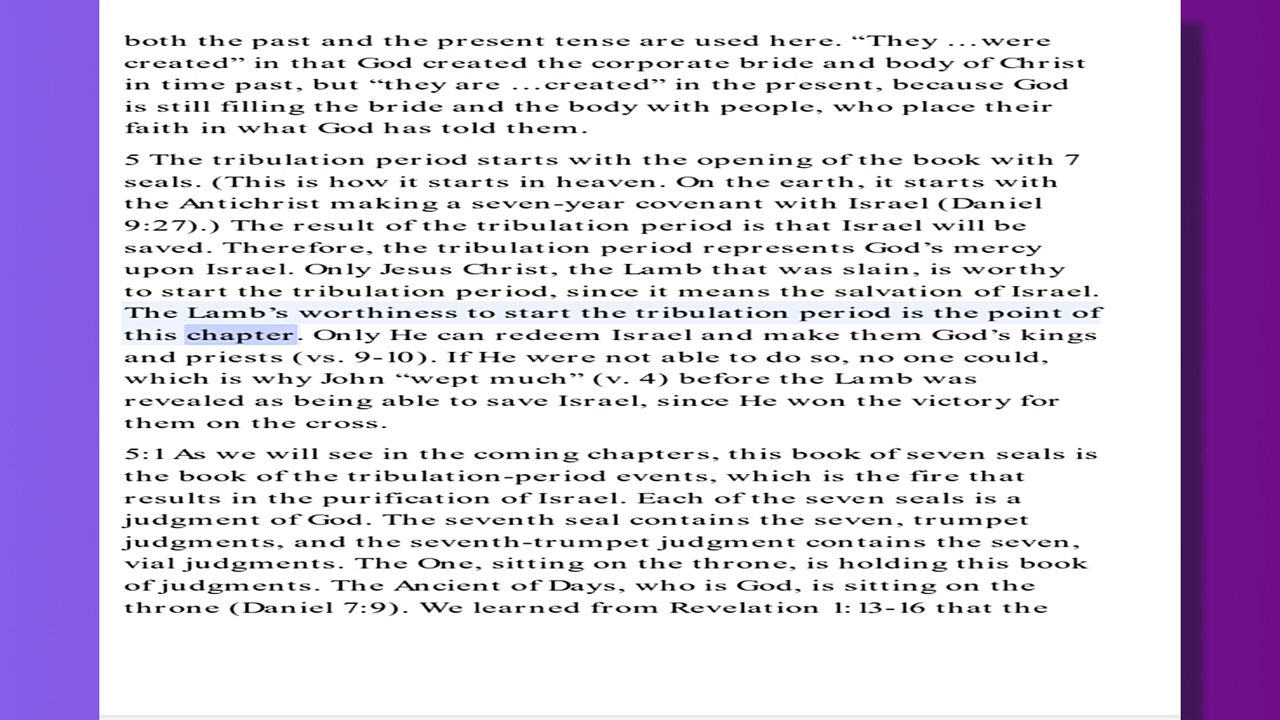 both the past and the present tense are used here. “They …were
created” in that God created the corporate bride and body of Christ
in time past, but “they are …created” in the present, because God
is still filling the bride and the body with people, who place their
faith in what God has told them.
5 The tribulation period starts with the opening of the book with 7
seals. (This is how it starts in heaven. On the earth, it starts with
the Antichrist making a seven-year covenant with Israel (Daniel
9:27).) The result of the tribulation period is that Israel will be
saved. Therefore, the tribulation period represents God’s mercy
upon Israel. Only Jesus Christ, the Lamb that was slain, is worthy
to start the tribulation period, since it means the salvation of Israel.
The Lamb’s worthiness to start the tribulation period is the point of
this chapter. Only He can redeem Israel and make them God’s kings
and priests (vs. 9-10). If He were not able to do so, no one could,
which is why John “wept much” (v. 4) before the Lamb was
revealed as being able to save Israel, since He won the victory for
them on the cross.
5:1 As we will see in the coming chapters, this book of seven seals is
the book of the tribulation-period events, which is the fire that
results in the purification of Israel. Each of the seven seals is a
judgment of God. The seventh seal contains the seven, trumpet
judgments, and the seventh-trumpet judgment contains the seven,
vial judgments. The One, sitting on the throne, is holding this book
of judgments. The Ancient of Days, who is God, is sitting on the
throne (Daniel 7:9). We learned from Revelation 1:13-16 that the